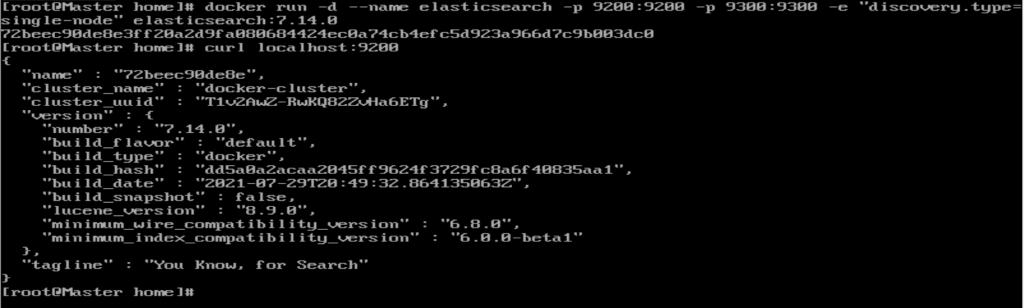 [root@Master home]# docker run -d --name elasticsearch -p 9200:9200 -p 9300:9300 -e "discovery.type=
single-node" elasticsearch:7.14.0
72beec90de8e3ff20a2d9fa080684424ec0a74cb4efc5d923a966d7c9b003dc0
[root@Master home]# curl localhost:9200
{
  "name" : "72beec90de8e",
  "cluster_name" : "docker-cluster",
  "cluster_uuid" : "T1v2AwZ-RwKQ82ZvHa6ETg",
  "version" : {
    "number" : "7.14.0",
    "build_flavor" : "default",
    "build_type" : "docker",
    "build_hash" : "dd5a0a2acaa2045ff9624f3729fc8a6f40835aa1",
    "build_date" : "2021-07-29T20:49:32.864135063Z",
    "build_snapshot" : false,
    "lucene_version" : "8.9.0",
    "minimum_wire_compatibility_version" : "6.8.0",
    "minimum_index_compatibility_version" : "6.0.0-beta1"
  },
  "tagline" : "You Know, for Search"
}
[root@Master home]#